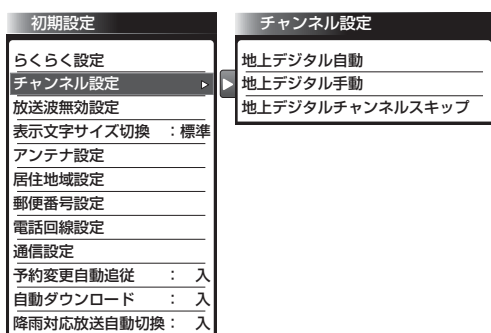 初期設定
らくらく設定
チャンネル設定
放送波無効設定
表示文字サイズ切換 ：標準
アンテナ設定
居住地域設定
郵便番号設定
電話回線設定
通信設定
予約変更自動追従 ： 入
自動ダウンロード ： 入
降雨対応放送自動切換： 入
チャンネル設定
地上デジタル自動
地上デジタル手動
地上デジタルチャンネルスキップ